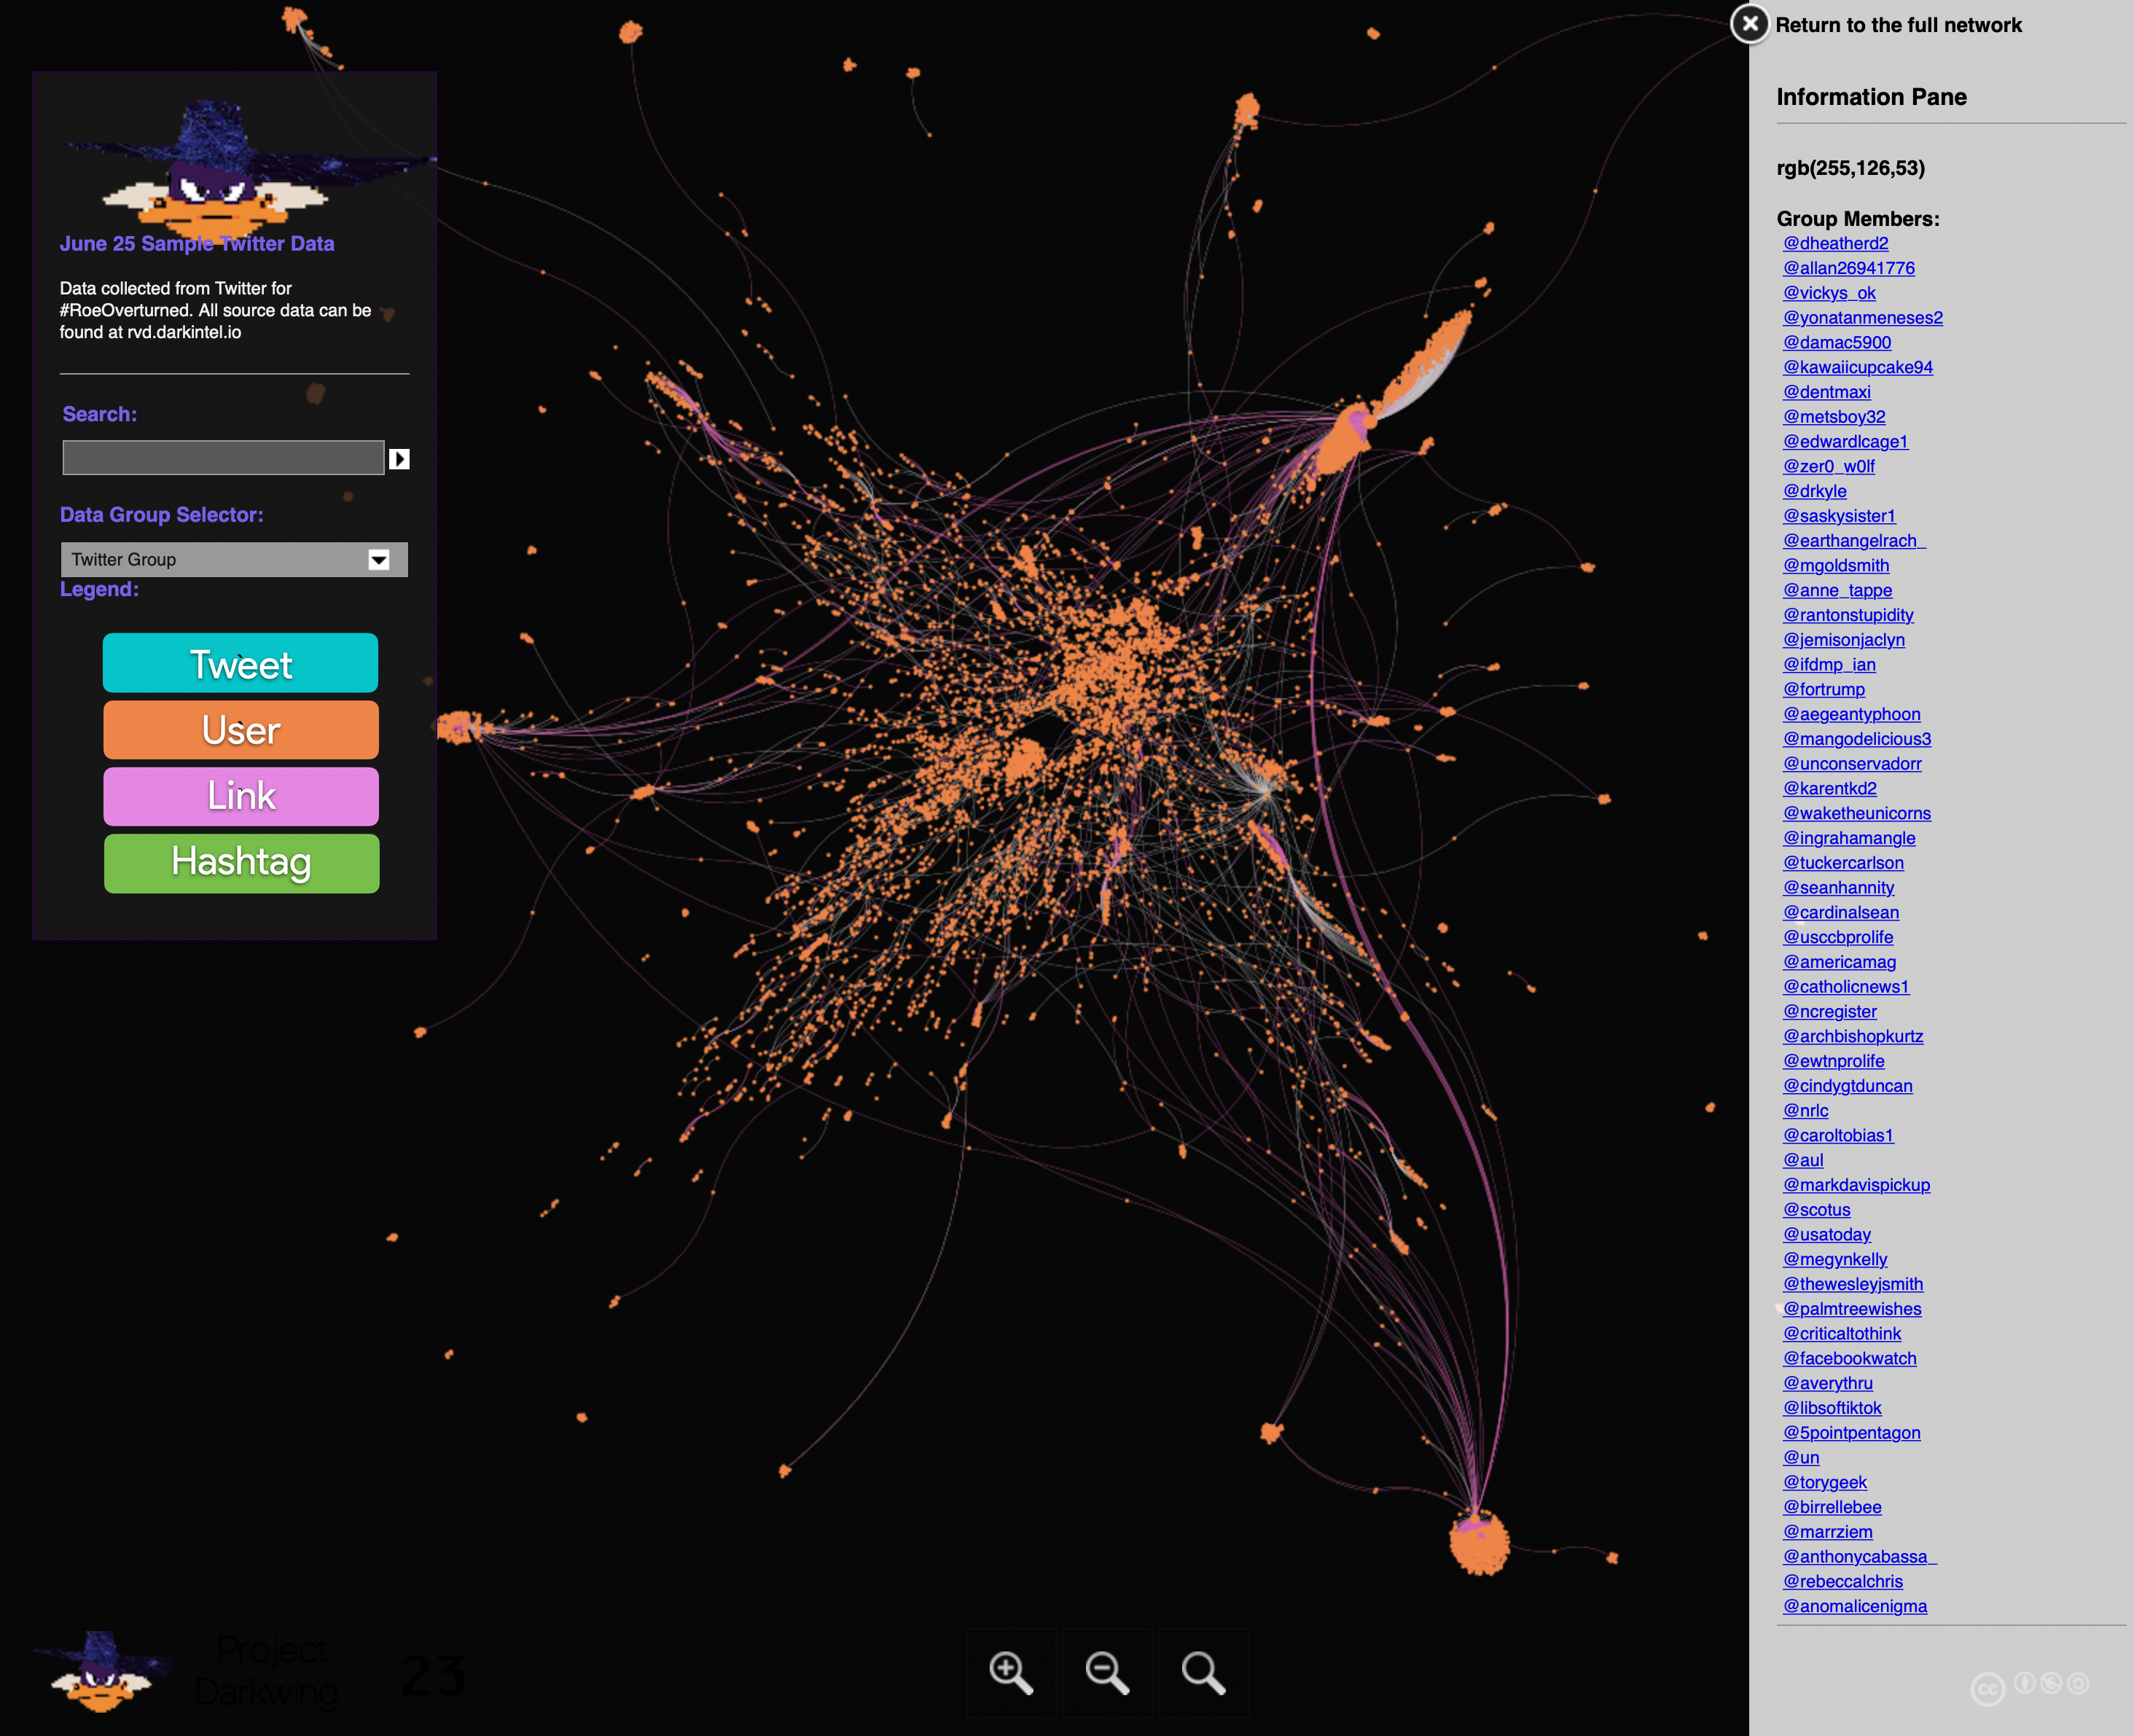 June 25 Sample Twitter Data
Data collected from Twitter for
#RoeOverturned. All source data can be
found at rvd.darkintel.io
Search:
Data Group Selector:
Twitter Group
Legend:
Tweet
User
Link
Hashtag
Project
Darkwing
23
Return to the full network
Information Pane
rgb(255,126,53)
Group Members:
@dheatherd2
@allan26941776
@vickys_ok
@yonatanmeneses2
@damac5900
@kawaiicupcake94
@dentmaxi
@metsboy32
@edwardlcage1
@zer0_w0lf
@drkyle
@saskysister1
@earthangelrach_
@mgoldsmith
@anne_tappe
@rantonstupidity
@jemisonjaclyn
@ifdmp_ian
@fortrump
@aegeantyphoon
@mangodelicious3
@unconservadorr
@karentkd2
@waketheunicorns
@ingrahamangle
@tuckercarlson
@seanhannity
@cardinalsean
@usccbprolife
@americamag
@catholicnews1
@ncregister
@archbishopkurtz
@ewtnprolife
@cindygtduncan
@nrlc
@caroltobias1
@aul
@markdavispickup
@scotus
@usatoday
@megynkelly
@thewesleyjsmith
@palmtreewishes
@criticaltothink
@facebookwatch
@averythru
@libsoftiktok
@5pointpentagon
@un
@torygeek
@birrellebee
@marrziem
@anthonycabassa_
@rebeccalchris
@anomalicenigma
cc